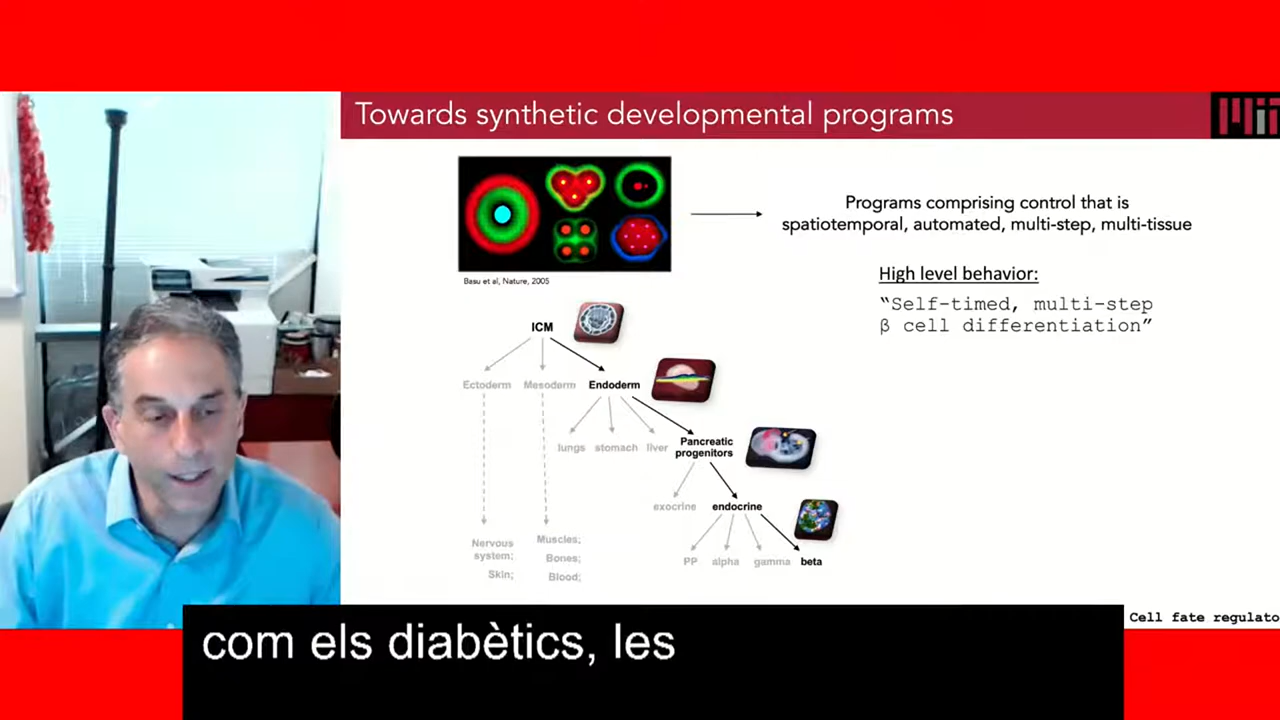 Towards synthetic developmental programs
MiT
Programs comprising control that is
spatiotemporal, automated, multi-step, multi-tissue
Basu et al, Nature, 2005
High level behavior:
“Self-timed, multi-step
β cell differentiation”
ICM
Ectoderm Mesoderm Endoderm
lungs stomach liver Pancreatic
progenitors
exocrine endocrine
Nervous
system;
Skin;
Muscles;
Bones;
Blood;
PP alpha gamma beta
Cell fate regulato
com els diabètics, les